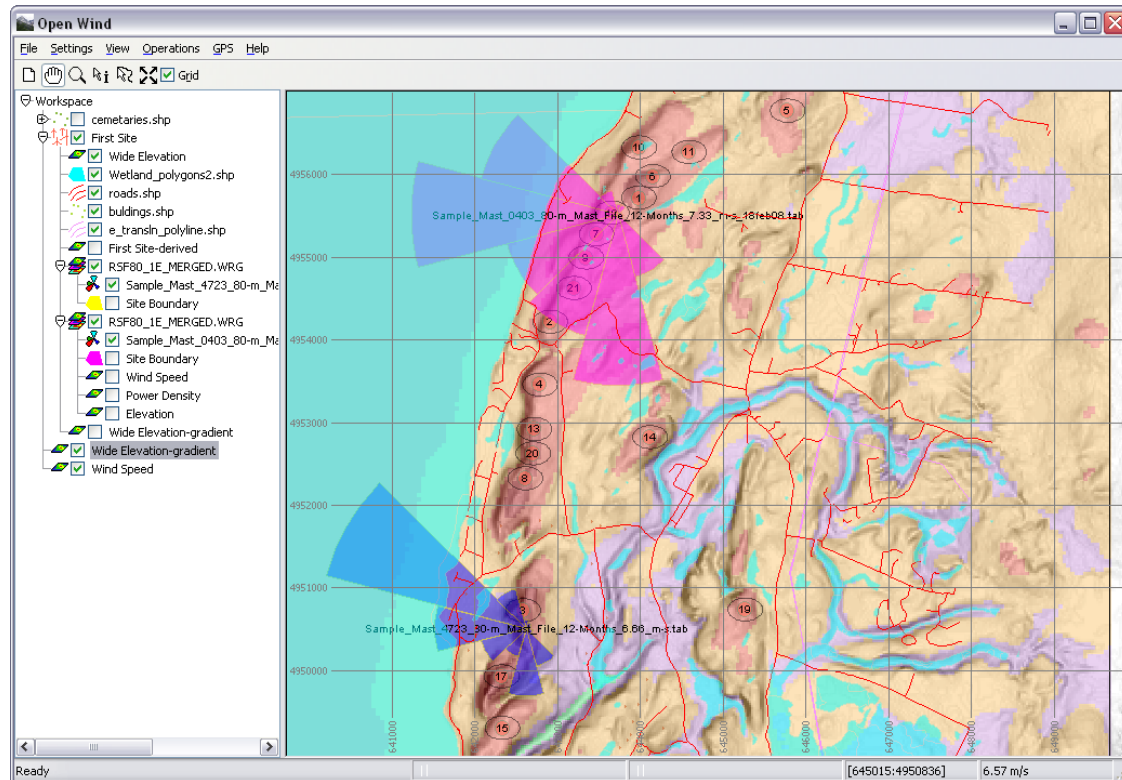 Open Wind
File Settings View Operations GPS Help
Grid
Workspace
cemetaries.shp
First Site
Wide Elevation
Wetland_polygons2.shp
roads.shp
buldings.shp
e_transln_polyline.shp
First Site-derived
RSF80_1E_MERGED.WRG
Sample_Mast_4723_80-m_Ma
Site Boundary
RSF80_1E_MERGED.WRG
Sample_Mast_0403_80-m_Ma
Site Boundary
Wind Speed
Power Density
Elevation
Wide Elevation-gradient
Wide Elevation-gradient
Wind Speed
5
10
11
4956000
6
1
Sample_Mast_0403_80-m_Mast_File_12-Months_7.33_m-s_18feb08.tab
7
4955000
9
21
2
4954000
4
4953000
13
14
20
8
4952000
4951000
3
19
Sample_Mast_4723_80-m_Mast_File_12-Months_6.66_m-s.tab
4950000
17
15
641000
645000
646000
647000
648000
649000
Ready
[645015:4950836]
6.57 m/s